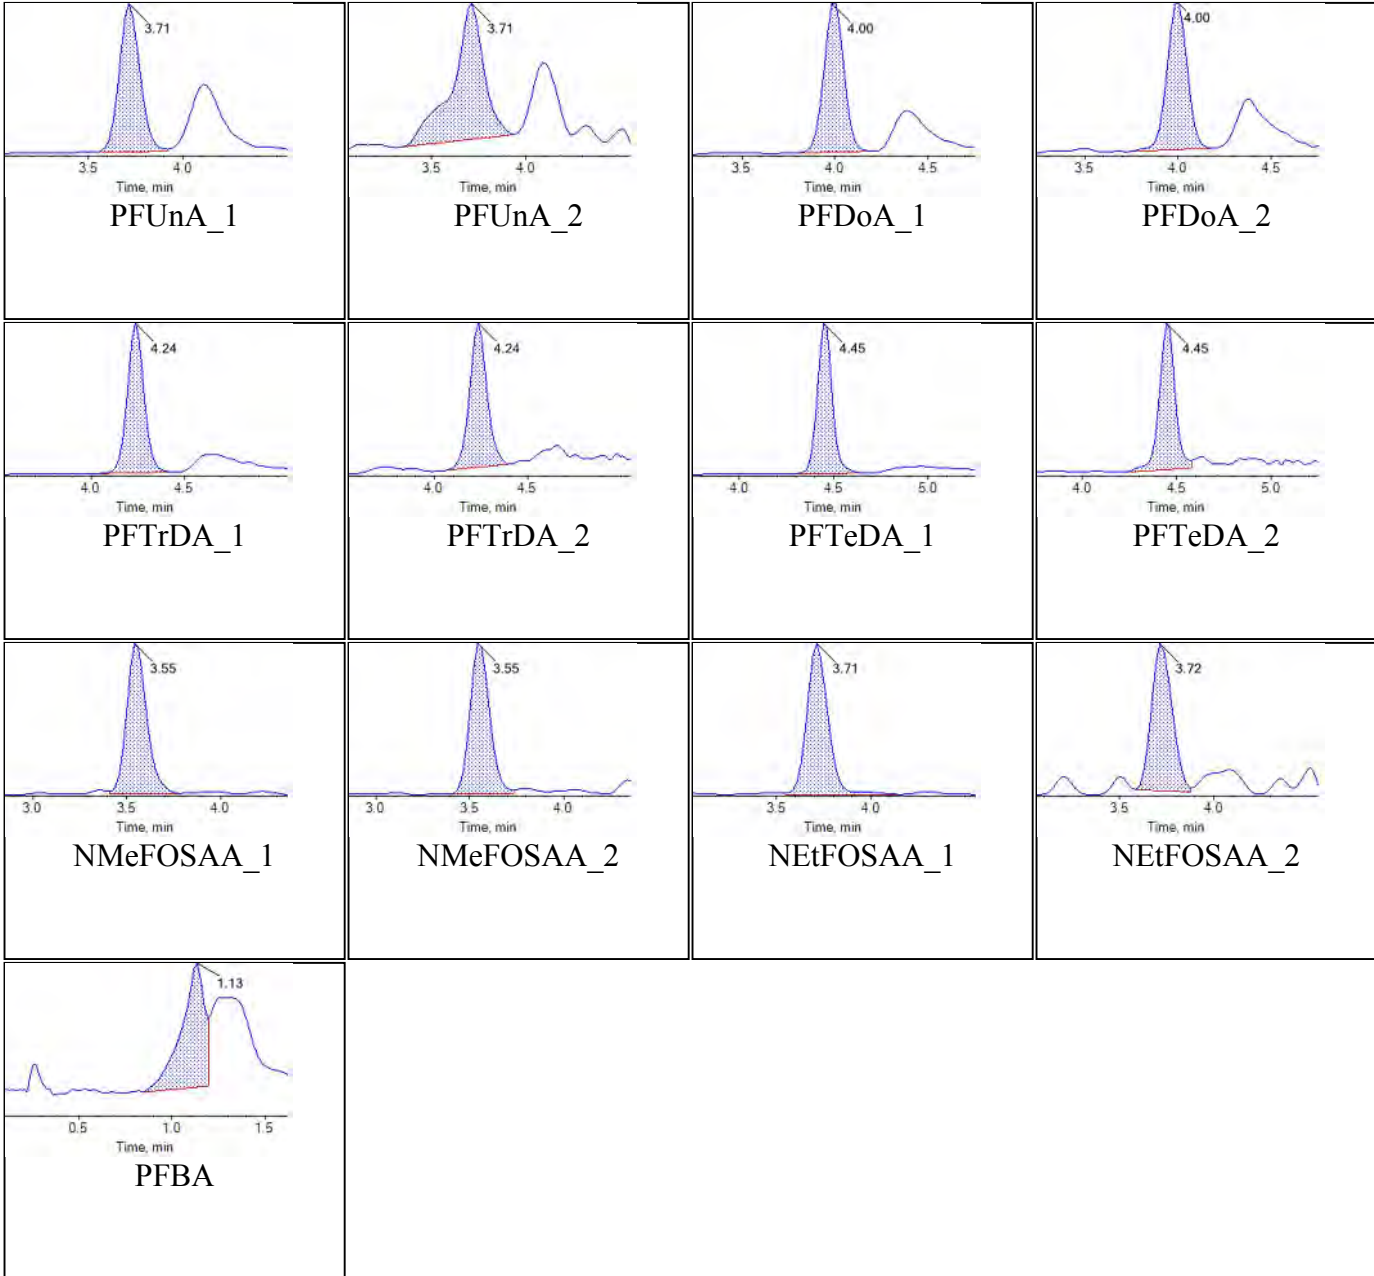 3.71
3.5 4.0
Time, min
PFUnA_1
3.71
3.5 4.0
Time, min
PFUnA_2
4.00
3.5 4.0 4.5
Time, min
PFDoA_1
4.00
3.5 4.0 4.5
Time, min
PFDoA_2
4.24
4.0 4.5
Time, min
PFTrDA_1
4.24
4.0 4.5
Time, min
PFTrDA_2
4.45
4.0 4.5 5.0
Time, min
PFTeDA_1
4.45
4.0 4.5 5.0
Time, min
PFTeDA_2
3.55
3.0 3.5 4.0
Time, min
NMeFOSAA_1
3.55
3.0 3.5 4.0
Time, min
NMeFOSAA_2
3.71
3.5 4.0
Time, min
NEtFOSAA_1
3.72
3.5 4.0
Time, min
NEtFOSAA_2
1.13
0.5 1.0 1.5
Time, min
PFBA